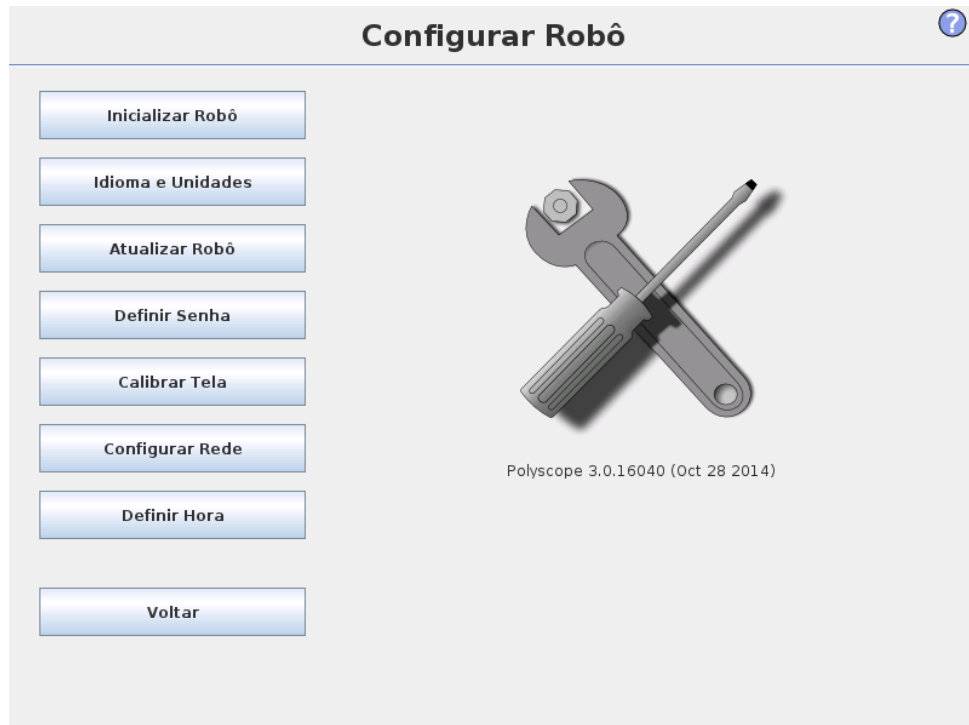 Configurar Robô
?
Inicializar Robô
Idioma e Unidades
Atualizar Robô
Definir Senha
Calibrar Tela
Configurar Rede
Definir Hora
Voltar
Polyscope 3.0.16040 (Oct 28 2014)